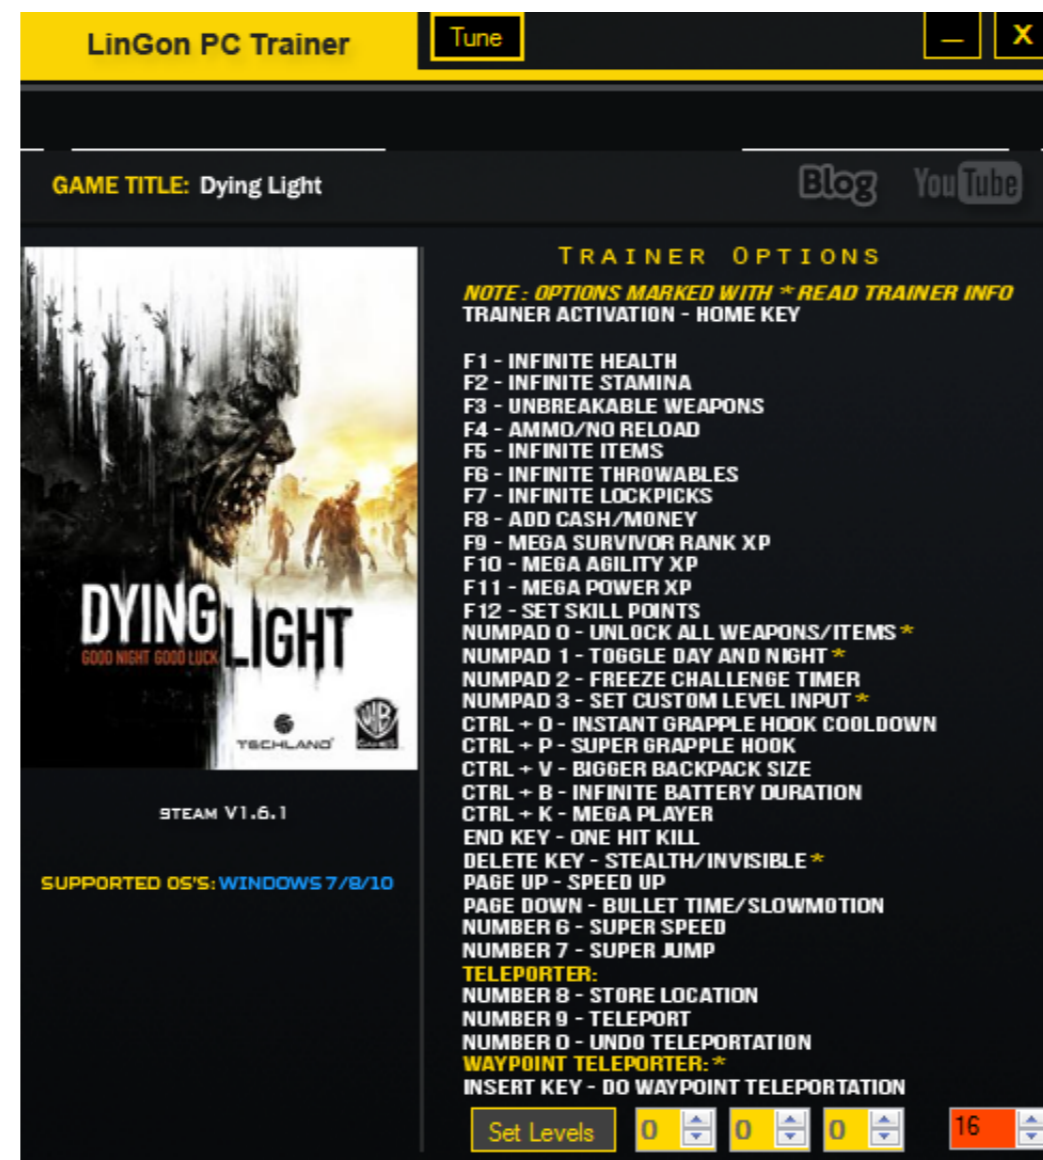 LinGon PC Trainer
Tune
_
X
GAME TITLE: Dying Light
Blog
YouTube
TRAINER OPTIONS
NOTE : OPTIONS MARKED WITH * READ TRAINER INFO
TRAINER ACTIVATION - HOME KEY
F1 - INFINITE HEALTH
F2 - INFINITE STAMINA
F3 - UNBREAKABLE WEAPONS
F4 - AMMO/NO RELOAD
F5 - INFINITE ITEMS
F6 - INFINITE THROWABLES
F7 - INFINITE LOCKPICKS
F8 - ADD CASH/MONEY
F9 - MEGA SURVIVOR RANK XP
F10 - MEGA AGILITY XP
F11 - MEGA POWER XP
F12 - SET SKILL POINTS
NUMPAD 0 - UNLOCK ALL WEAPONS/ITEMS *
NUMPAD 1 - TOGGLE DAY AND NIGHT *
NUMPAD 2 - FREEZE CHALLENGE TIMER
NUMPAD 3 - SET CUSTOM LEVEL INPUT *
CTRL + O - INSTANT GRAPPLE HOOK COOLDOWN
CTRL + P - SUPER GRAPPLE HOOK
CTRL + V - BIGGER BACKPACK SIZE
CTRL + B - INFINITE BATTERY DURATION
CTRL + K - MEGA PLAYER
END KEY - ONE HIT KILL
DELETE KEY - STEALTH/INVISIBLE *
PAGE UP - SPEED UP
PAGE DOWN - BULLET TIME/SLOWMOTION
NUMBER 6 - SUPER SPEED
NUMBER 7 - SUPER JUMP
TELEPORTER:
NUMBER 8 - STORE LOCATION
NUMBER 9 - TELEPORT
NUMBER 0 - UNDO TELEPORTATION
WAYPOINT TELEPORTER: *
INSERT KEY - DO WAYPOINT TELEPORTATION
Set Levels
0
0
0
16
DYING LIGHT
GOOD NIGHT GOOD LUCK
TECHLAND
WB GAMES
STEAM V1.6.1
SUPPORTED OS'S: WINDOWS 7/8/10